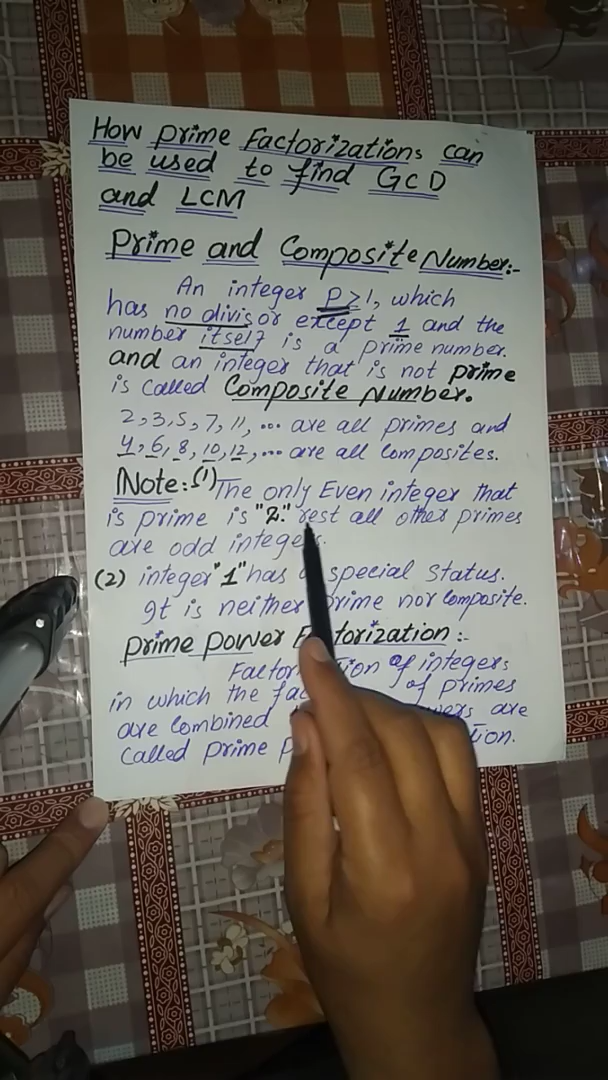 How prime Factorizations can
be used to find GCD
and LCM
Prime and Composite Number:-
An integer P>1, which
has no divisor except 1 and the
number itself is a prime number.
and an integer that is not prime
is called Composite Number.
2,3,5,7,11,... are all primes and
4,6,8,10,12,... are all composites.
Note:(1) The only Even integer that
is prime is "2." rest all other primes
are odd integers.
(2) integer "1" has a special status.
It is neither prime nor composite.
Prime power Factorization:-
Factorization of integers
in which the of primes
are combined are
called prime